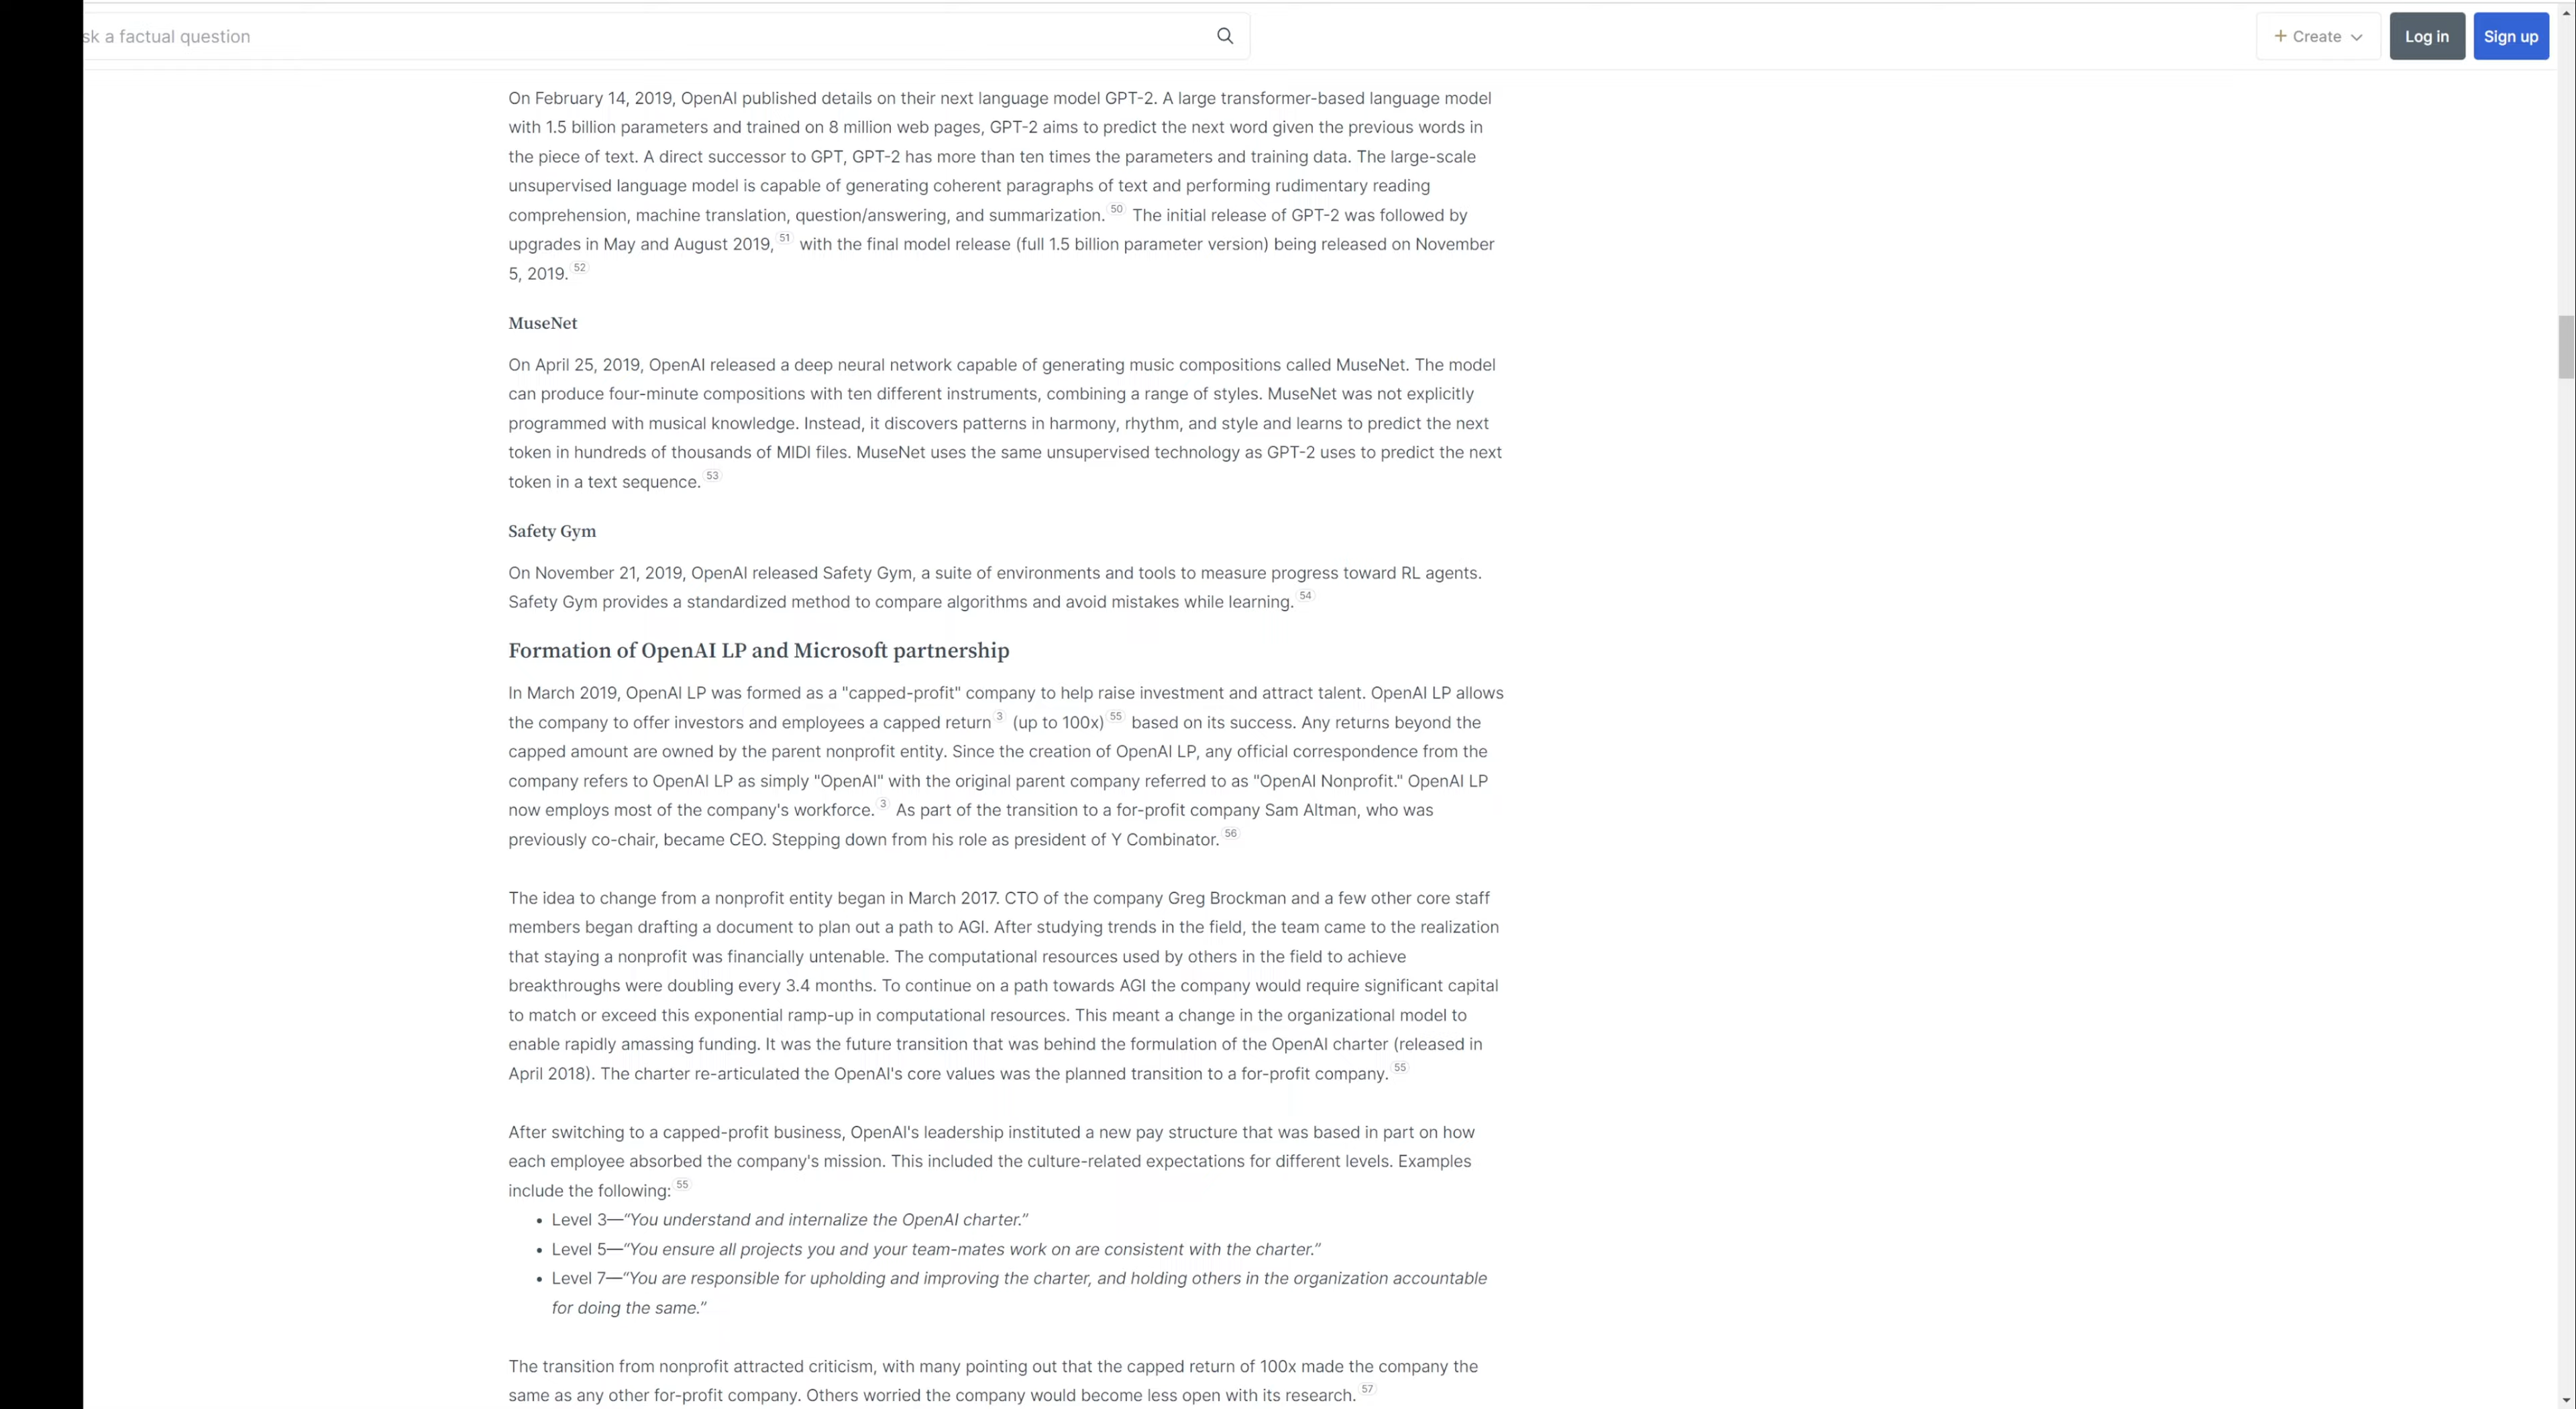 sk a factual question
+ Create
Log in
Sign up
On February 14, 2019, OpenAI published details on their next language model GPT-2. A large transformer-based language model
with 1.5 billion parameters and trained on 8 million web pages, GPT-2 aims to predict the next word given the previous words in
the piece of text. A direct successor to GPT, GPT-2 has more than ten times the parameters and training data. The large-scale
unsupervised language model is capable of generating coherent paragraphs of text and performing rudimentary reading
comprehension, machine translation, question/answering, and summarization. 50 The initial release of GPT-2 was followed by
upgrades in May and August 2019, 51 with the final model release (full 1.5 billion parameter version) being released on November
5, 2019. 52
MuseNet
On April 25, 2019, OpenAI released a deep neural network capable of generating music compositions called MuseNet. The model
can produce four-minute compositions with ten different instruments, combining a range of styles. MuseNet was not explicitly
programmed with musical knowledge. Instead, it discovers patterns in harmony, rhythm, and style and learns to predict the next
token in hundreds of thousands of MIDI files. MuseNet uses the same unsupervised technology as GPT-2 uses to predict the next
token in a text sequence. 53
Safety Gym
On November 21, 2019, OpenAI released Safety Gym, a suite of environments and tools to measure progress toward RL agents.
Safety Gym provides a standardized method to compare algorithms and avoid mistakes while learning. 54
Formation of OpenAI LP and Microsoft partnership
In March 2019, OpenAI LP was formed as a "capped-profit" company to help raise investment and attract talent. OpenAI LP allows
the company to offer investors and employees a capped return 3 (up to 100x) 55 based on its success. Any returns beyond the
capped amount are owned by the parent nonprofit entity. Since the creation of OpenAI LP, any official correspondence from the
company refers to OpenAI LP as simply "OpenAI" with the original parent company referred to as "OpenAI Nonprofit." OpenAI LP
now employs most of the company's workforce. 3 As part of the transition to a for-profit company Sam Altman, who was
previously co-chair, became CEO. Stepping down from his role as president of Y Combinator. 56
The idea to change from a nonprofit entity began in March 2017. CTO of the company Greg Brockman and a few other core staff
members began drafting a document to plan out a path to AGI. After studying trends in the field, the team came to the realization
that staying a nonprofit was financially untenable. The computational resources used by others in the field to achieve
breakthroughs were doubling every 3.4 months. To continue on a path towards AGI the company would require significant capital
to match or exceed this exponential ramp-up in computational resources. This meant a change in the organizational model to
enable rapidly amassing funding. It was the future transition that was behind the formulation of the OpenAI charter (released in
April 2018). The charter re-articulated the OpenAI's core values was the planned transition to a for-profit company. 55
After switching to a capped-profit business, OpenAI's leadership instituted a new pay structure that was based in part on how
each employee absorbed the company's mission. This included the culture-related expectations for different levels. Examples
include the following: 55
• Level 3—“You understand and internalize the OpenAI charter.”
• Level 5—“You ensure all projects you and your team-mates work on are consistent with the charter.”
• Level 7—“You are responsible for upholding and improving the charter, and holding others in the organization accountable
for doing the same.”
The transition from nonprofit attracted criticism, with many pointing out that the capped return of 100x made the company the
same as any other for-profit company. Others worried the company would become less open with its research. 57